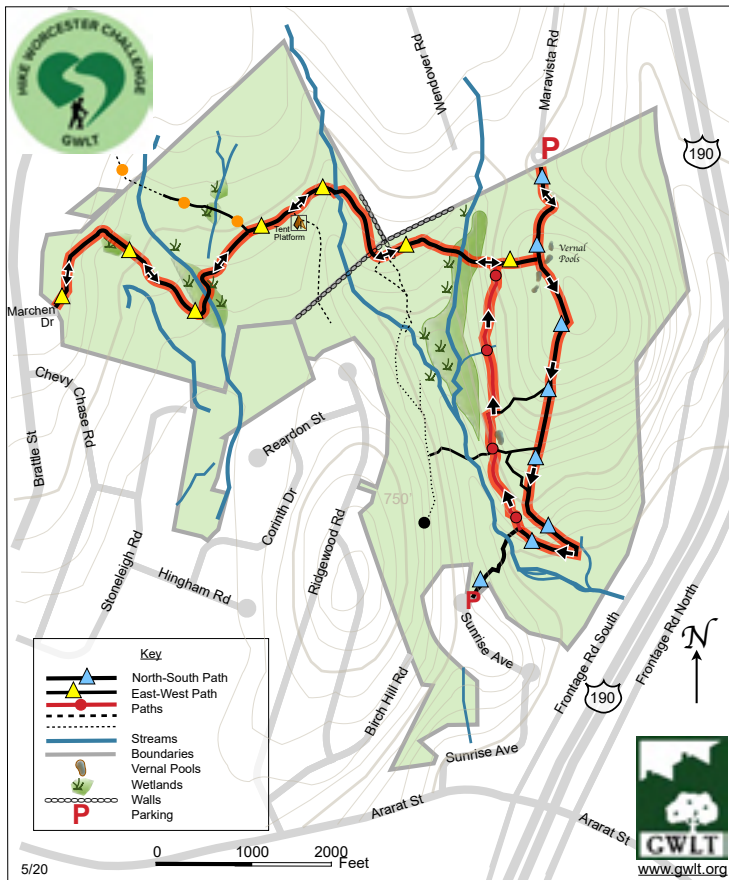 HIKE WORCESTER CHALLENGE
GWLT
Wendover Rd
Maravista Rd
P
190
Tent
Platform
Vernal
Pools
Marchen
Dr
Chevy Chase Rd
Brattle St
Reardon St
Corinth Dr
Ridgewood Rd
750'
Stoneleigh Rd
Hingham Rd
P
Sunrise Ave
Birch Hill Rd
Frontage Rd South
Frontage Rd North
N
190
Sunrise Ave
Ararat St
Ararat St
Key
North-South Path
East-West Path
Paths
Streams
Boundaries
Vernal Pools
Wetlands
Walls
P Parking
5/20
0 1000 2000
Feet
GWLT
www.gwlt.org